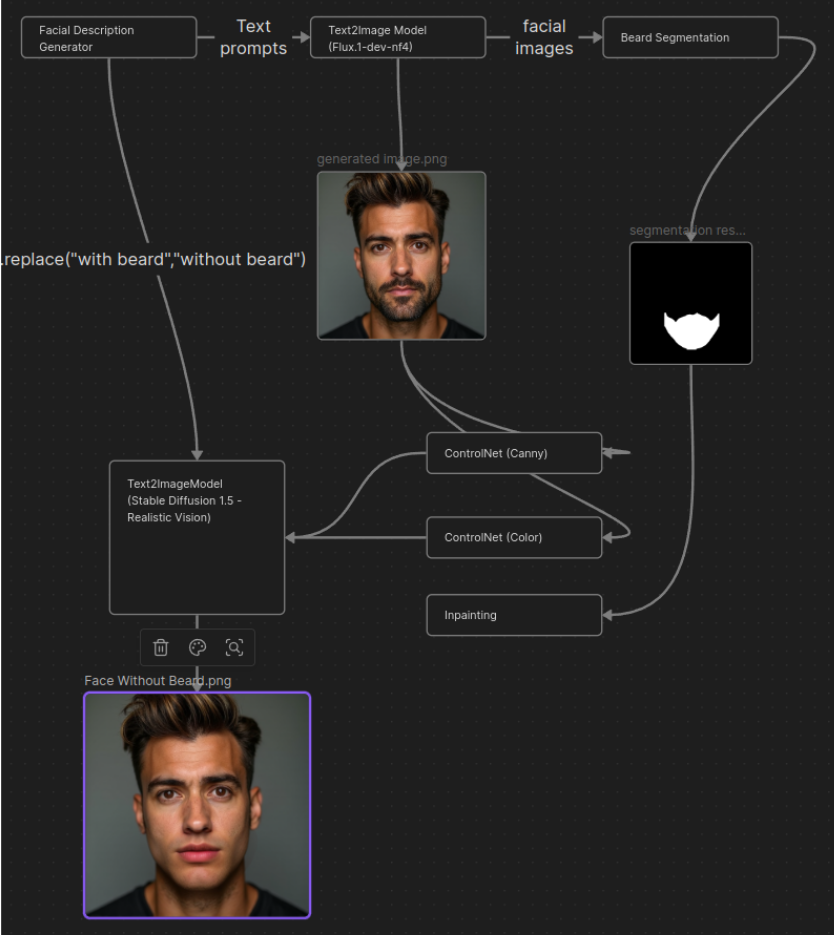 Facial Description
Generator
Text
prompts
Text2Image Model
(Flux.1-dev-nf4)
facial
images
Beard Segmentation
generated image.png
segmentation res...
.replace("with beard","without beard")
ControlNet (Canny)
Text2ImageModel
(Stable Diffusion 1.5 -
Realistic Vision)
ControlNet (Color)
Inpainting
Face Without Beard.png